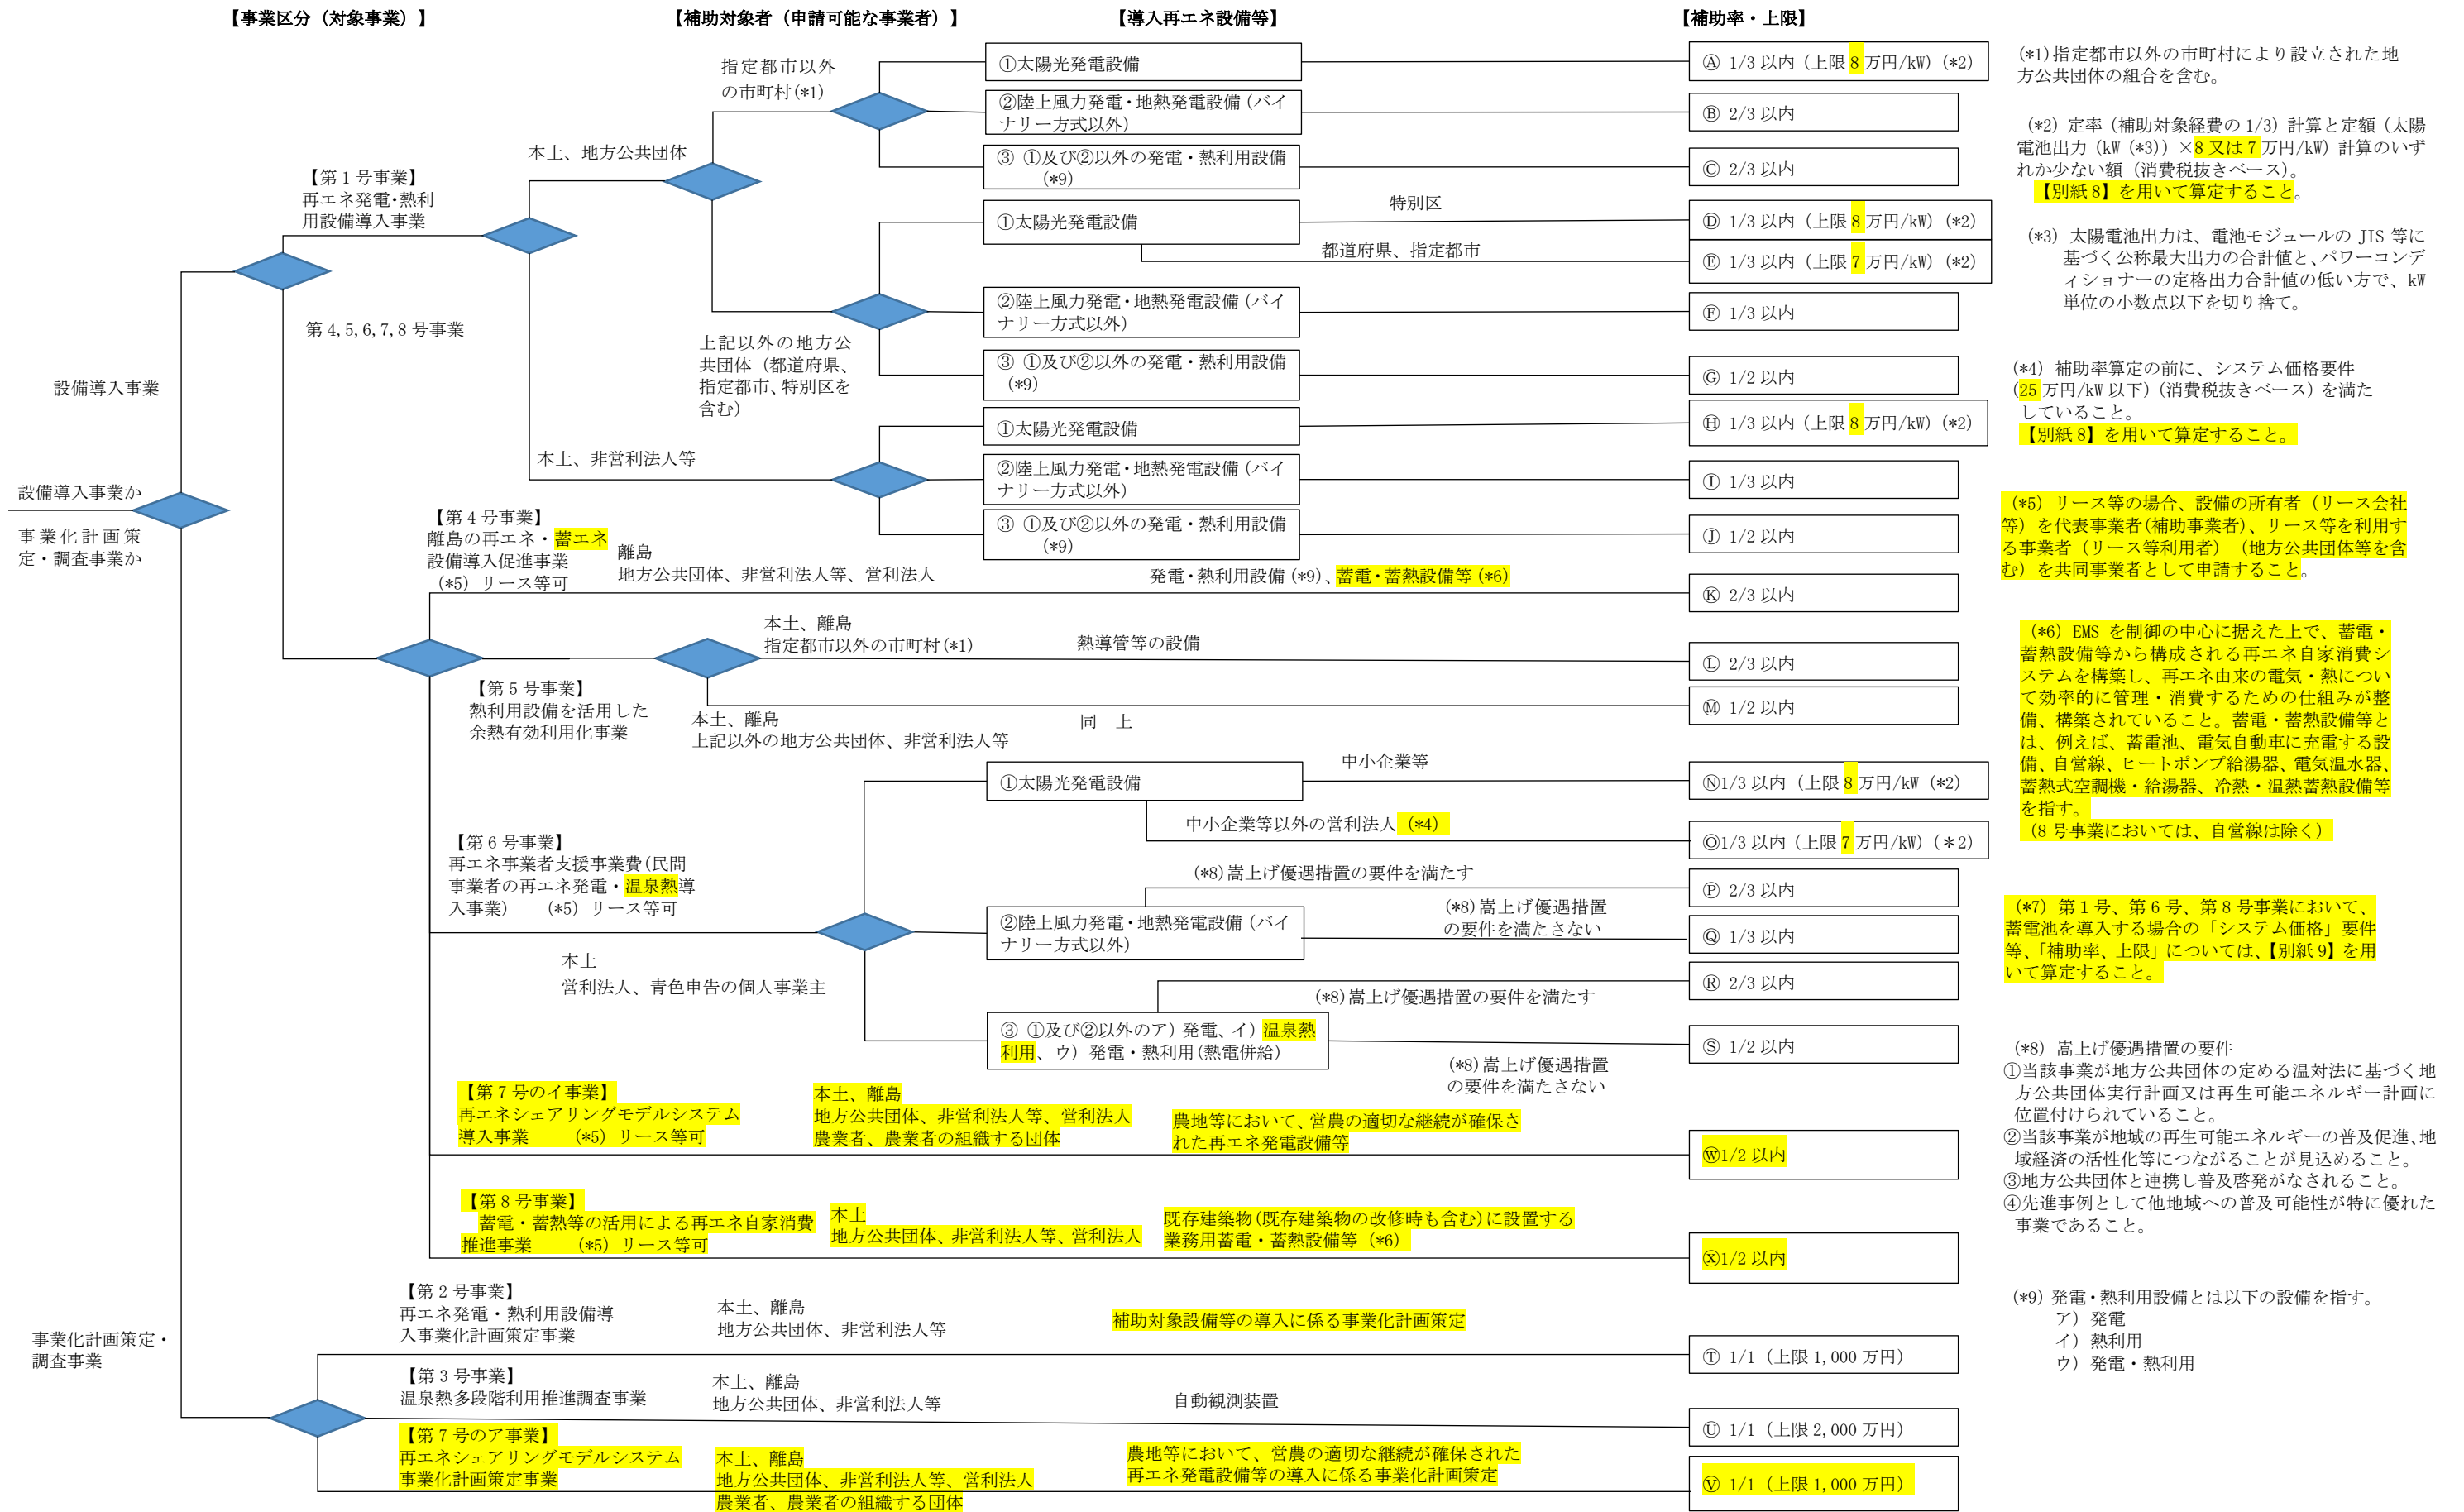 【事業区分（対象事業）】
【補助対象者（申請可能な事業者）】
【導入再エネ設備等】
【補助率・上限】
設備導入事業か
事業化計画策
定・調査事業か
設備導入事業
【第１号事業】
再エネ発電・熱利
用設備導入事業
第 4,5,6,7,8 号事業
本土、地方公共団体
指定都市以外
の市町村(*1)
①太陽光発電設備
Ⓐ 1/3 以内（上限 8 万円/kW）(*2)
②陸上風力発電・地熱発電設備（バイ
ナリー方式以外）
Ⓑ 2/3 以内
③ ①及び②以外の発電・熱利用設備
(*9)
Ⓒ 2/3 以内
上記以外の地方公
共団体（都道府県、
指定都市、特別区を
含む）
①太陽光発電設備
特別区
Ⓓ 1/3 以内（上限 8 万円/kW）(*2)
都道府県、指定都市
Ⓔ 1/3 以内（上限 7 万円/kW）(*2)
②陸上風力発電・地熱発電設備（バイ
ナリー方式以外）
Ⓕ 1/3 以内
③ ①及び②以外の発電・熱利用設備
(*9)
Ⓖ 1/2 以内
本土、非営利法人等
①太陽光発電設備
Ⓗ 1/3 以内（上限 8 万円/kW）(*2)
②陸上風力発電・地熱発電設備（バイ
ナリー方式以外）
Ⓘ 1/3 以内
③ ①及び②以外の発電・熱利用設備
(*9)
Ⓙ 1/2 以内
【第４号事業】
離島の再エネ・蓄エネ
設備導入促進事業
（*5）リース等可
離島
地方公共団体、非営利法人等、営利法人
発電・熱利用設備(*9)、蓄電・蓄熱設備等(*6)
Ⓚ 2/3 以内
【第５号事業】
熱利用設備を活用した
余熱有効利用化事業
本土、離島
指定都市以外の市町村(*1)
熱導管等の設備
Ⓛ 2/3 以内
本土、離島
上記以外の地方公共団体、非営利法人等
同　上
Ⓜ 1/2 以内
【第６号事業】
再エネ事業者支援事業費(民間
事業者の再エネ発電・温泉熱導
入事業）　（*5）リース等可
本土
営利法人、青色申告の個人事業主
①太陽光発電設備
中小企業等
Ⓝ1/3 以内（上限 8 万円/kW（*2）
中小企業等以外の営利法人（*4）
Ⓞ1/3 以内（上限 7 万円/kW）(＊2)
②陸上風力発電・地熱発電設備（バイ
ナリー方式以外）
(*8)嵩上げ優遇措置の要件を満たす
Ⓟ 2/3 以内
(*8)嵩上げ優遇措置
の要件を満たさない
Ⓠ 1/3 以内
③ ①及び②以外のア）発電、イ）温泉熱
利用、ウ）発電・熱利用(熱電併給）
(*8)嵩上げ優遇措置の要件を満たす
Ⓡ 2/3 以内
(*8)嵩上げ優遇措置
の要件を満たさない
Ⓢ 1/2 以内
【第７号のイ事業】
再エネシェアリングモデルシステム
導入事業　　（*5）リース等可
本土、離島
地方公共団体、非営利法人等、営利法人
農業者、農業者の組織する団体
農地等において、営農の適切な継続が確保さ
れた再エネ発電設備等
Ⓦ1/2 以内
【第８号事業】
蓄電・蓄熱等の活用による再エネ自家消費
推進事業　　（*5）リース等可
本土
地方公共団体、非営利法人等、営利法人
既存建築物(既存建築物の改修時も含む)に設置する
業務用蓄電・蓄熱設備等（*6）
Ⓧ1/2 以内
事業化計画策定・
調査事業
【第２号事業】
再エネ発電・熱利用設備導
入事業化計画策定事業
本土、離島
地方公共団体、非営利法人等
補助対象設備等の導入に係る事業化計画策定
Ⓣ 1/1（上限 1,000 万円）
【第３号事業】
温泉熱多段階利用推進調査事業
本土、離島
地方公共団体、非営利法人等
自動観測装置
Ⓤ 1/1（上限 2,000 万円）
【第７号のア事業】
再エネシェアリングモデルシステム
事業化計画策定事業
本土、離島
地方公共団体、非営利法人等、営利法人
農業者、農業者の組織する団体
農地等において、営農の適切な継続が確保された
再エネ発電設備等の導入に係る事業化計画策定
Ⓥ 1/1（上限 1,000 万円）
(*1)指定都市以外の市町村により設立された地
方公共団体の組合を含む。
（*2）定率（補助対象経費の 1/3）計算と定額（太陽
電池出力（kW（*3））×8 又は 7 万円/kW）計算のいず
れか少ない額（消費税抜きベース）。
【別紙８】を用いて算定すること。
（*3）太陽電池出力は、電池モジュールの JIS 等に
基づく公称最大出力の合計値と、パワーコンデ
ィショナーの定格出力合計値の低い方で、kW
単位の小数点以下を切り捨て。
(*4）補助率算定の前に、システム価格要件
(25 万円/kW 以下)（消費税抜きベース）を満た
していること。
【別紙８】を用いて算定すること。
（*5）リース等の場合、設備の所有者（リース会社
等）を代表事業者(補助事業者)、リース等を利用す
る事業者（リース等利用者）（地方公共団体等を含
む）を共同事業者として申請すること。
（*6）EMS を制御の中心に据えた上で、蓄電・
蓄熱設備等から構成される再エネ自家消費シ
ステムを構築し、再エネ由来の電気・熱につい
て効率的に管理・消費するための仕組みが整
備、構築されていること。蓄電・蓄熱設備等と
は、例えば、蓄電池、電気自動車に充電する設
備、自営線、ヒートポンプ給湯器、電気温水器、
蓄熱式空調機・給湯器、冷熱・温熱蓄熱設備等
を指す。
（８号事業においては、自営線は除く）
（*7）第１号、第６号、第８号事業において、
蓄電池を導入する場合の「システム価格」要件
等、「補助率、上限」については、【別紙９】を用
いて算定すること。
（*8）嵩上げ優遇措置の要件
①当該事業が地方公共団体の定める温対法に基づく地
方公共団体実行計画又は再生可能エネルギー計画に
位置付けられていること。
②当該事業が地域の再生可能エネルギーの普及促進、地
域経済の活性化等につながることが見込めること。
③地方公共団体と連携し普及啓発がなされること。
④先進事例として他地域への普及可能性が特に優れた
事業であること。
(*9）発電・熱利用設備とは以下の設備を指す。
ア）発電
イ）熱利用
ウ）発電・熱利用